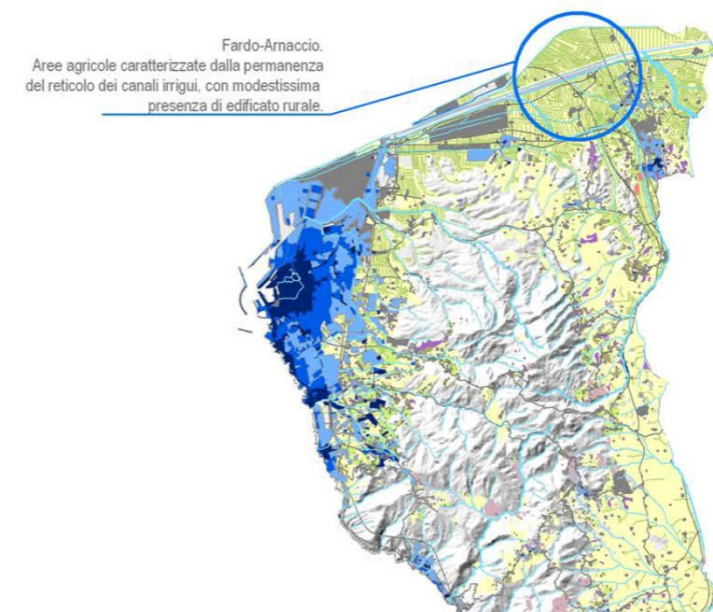 Fardo-Arnaccio.
Aree agricole caratterizzate dalla permanenza
del reticolo dei canali irrigui, con modestissima
presenza di edificato rurale.